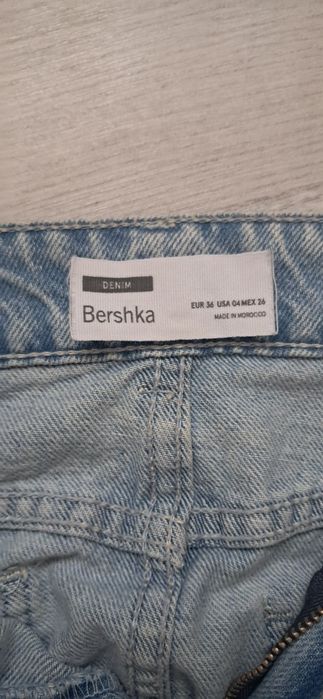 DENIM
Bershka
EUR 36 USA 04 MEX 26
MADE IN MOROCCO